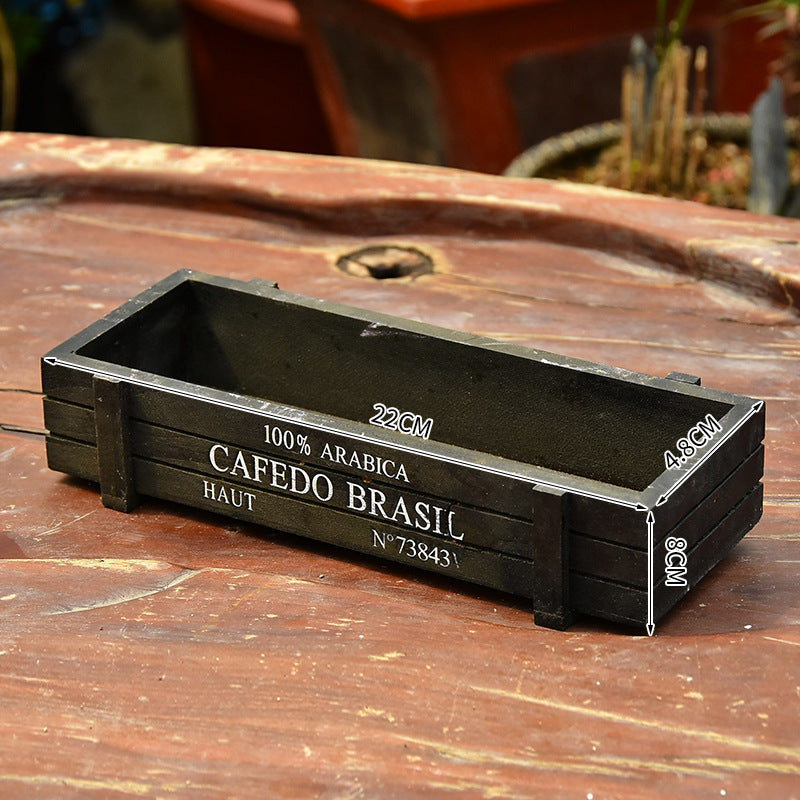 22CM
4.8CM
100% ARABICA
CAFEDO BRASIL
HAUT
N°73843
8CM